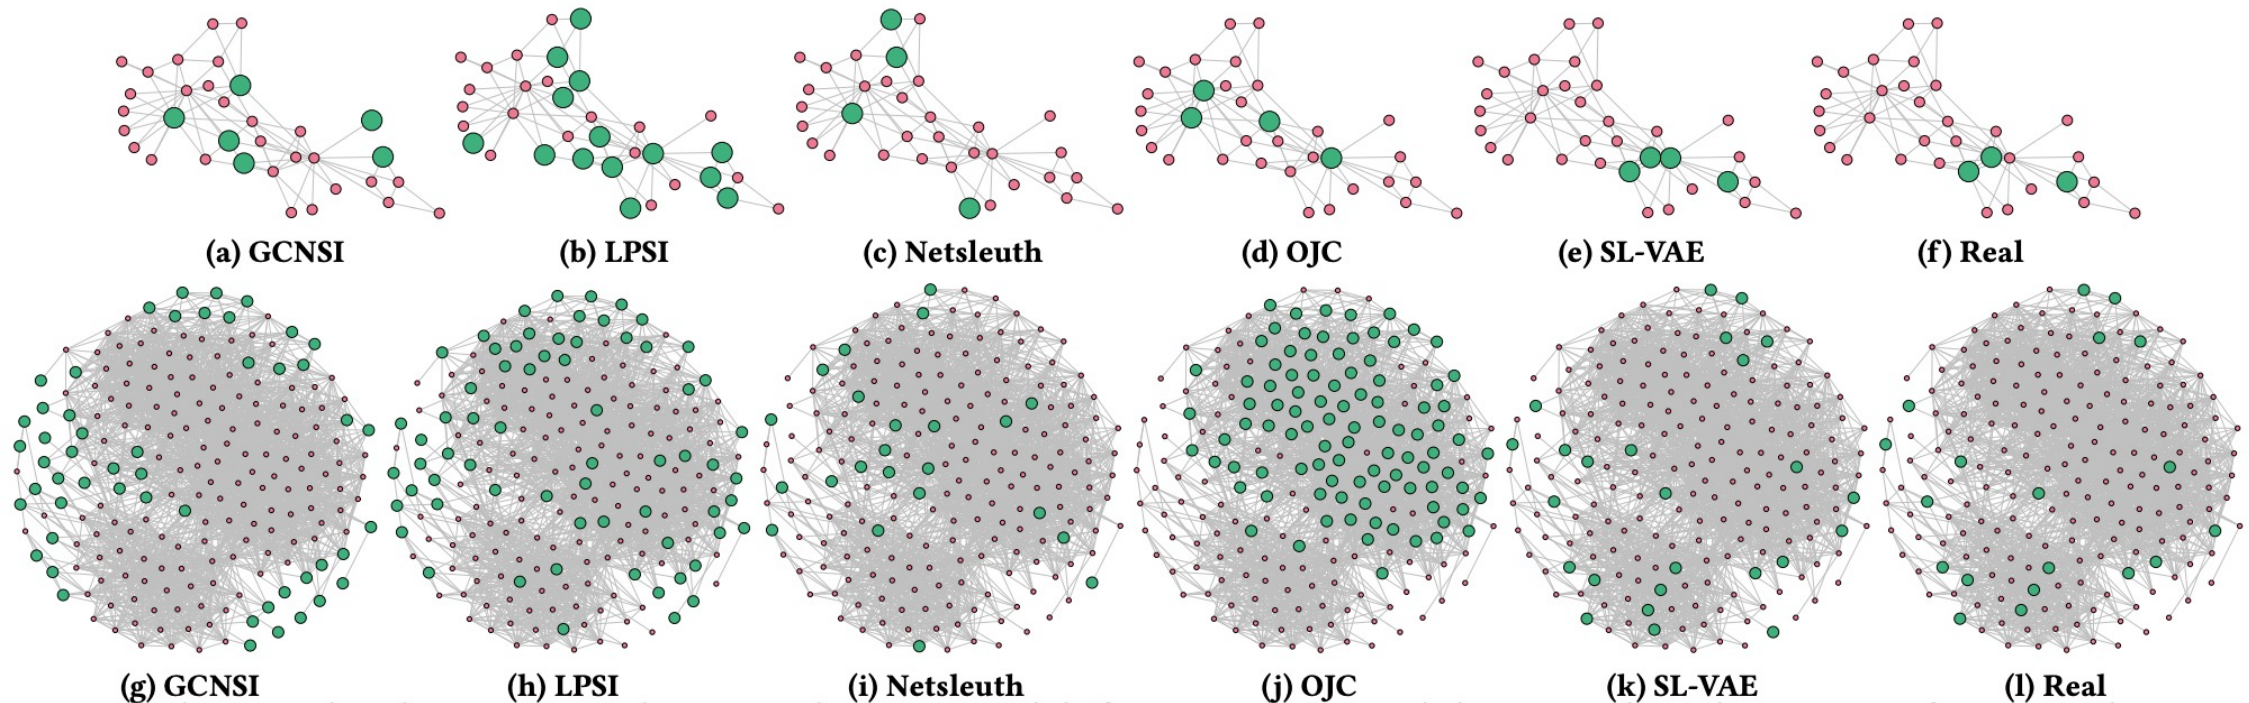 (a) GCNSI
(b) LPSI
(c) Netsleuth
(d) OJC
(e) SL-VAE
(f) Real
(g) GCNSI
(h) LPSI
(i) Netsleuth
(j) OJC
(k) SL-VAE
(l) Real